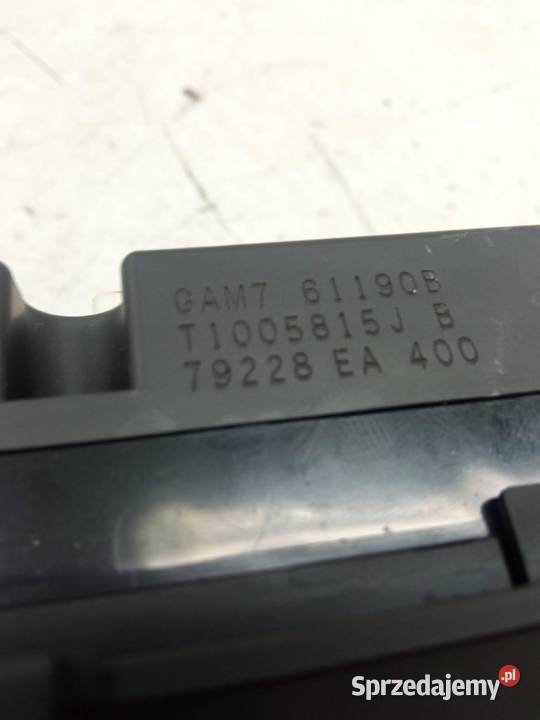 GAM7 61190B
T1005815J B
79228 EA 400
Sprzedajemy.pl